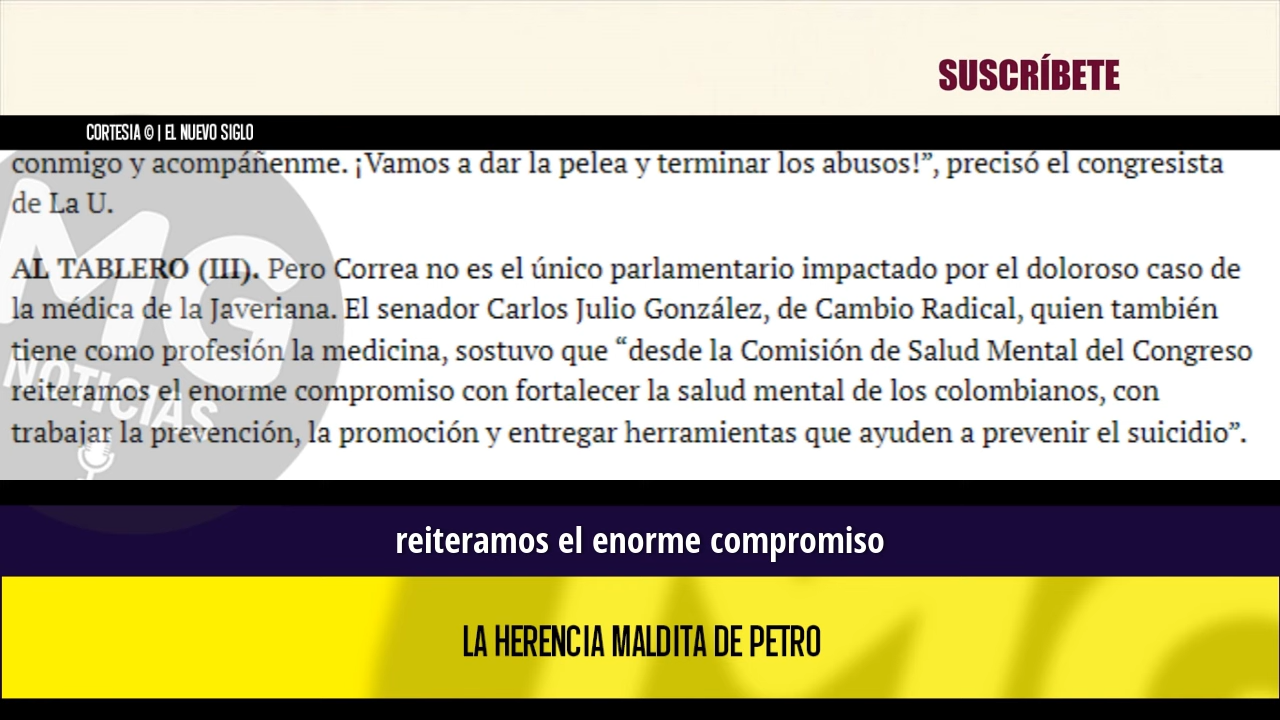 SUSCRÍBETE
CORTESIA © | EL NUEVO SIGLO
conmigo y acompáñenme. ¡Vamos a dar la pelea y terminar los abusos!”, precisó el congresista
de La U.
AL TABLERO (III). Pero Correa no es el único parlamentario impactado por el doloroso caso de
la médica de la Javeriana. El senador Carlos Julio González, de Cambio Radical, quien también
tiene como profesión la medicina, sostuvo que “desde la Comisión de Salud Mental del Congreso
reiteramos el enorme compromiso con fortalecer la salud mental de los colombianos, con
trabajar la prevención, la promoción y entregar herramientas que ayuden a prevenir el suicidio”.
MG
NOTICIAS
reiteramos el enorme compromiso
LA HERENCIA MALDITA DE PETRO